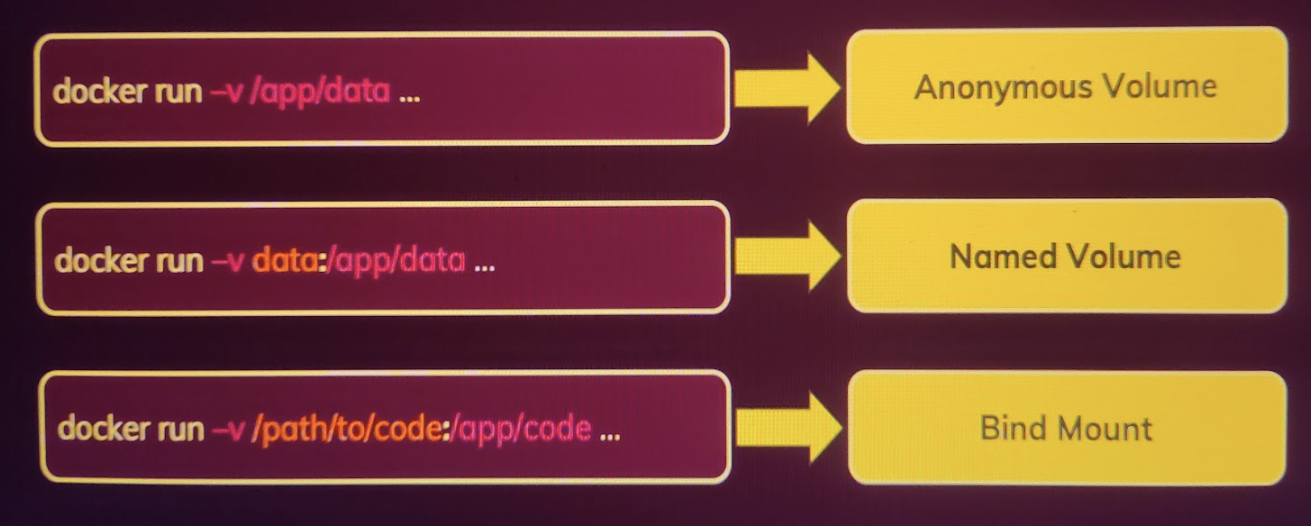 docker run –v /app/data ...
Anonymous Volume
docker run –v data:/app/data ...
Named Volume
docker run –v /path/to/code:/app/code ...
Bind Mount